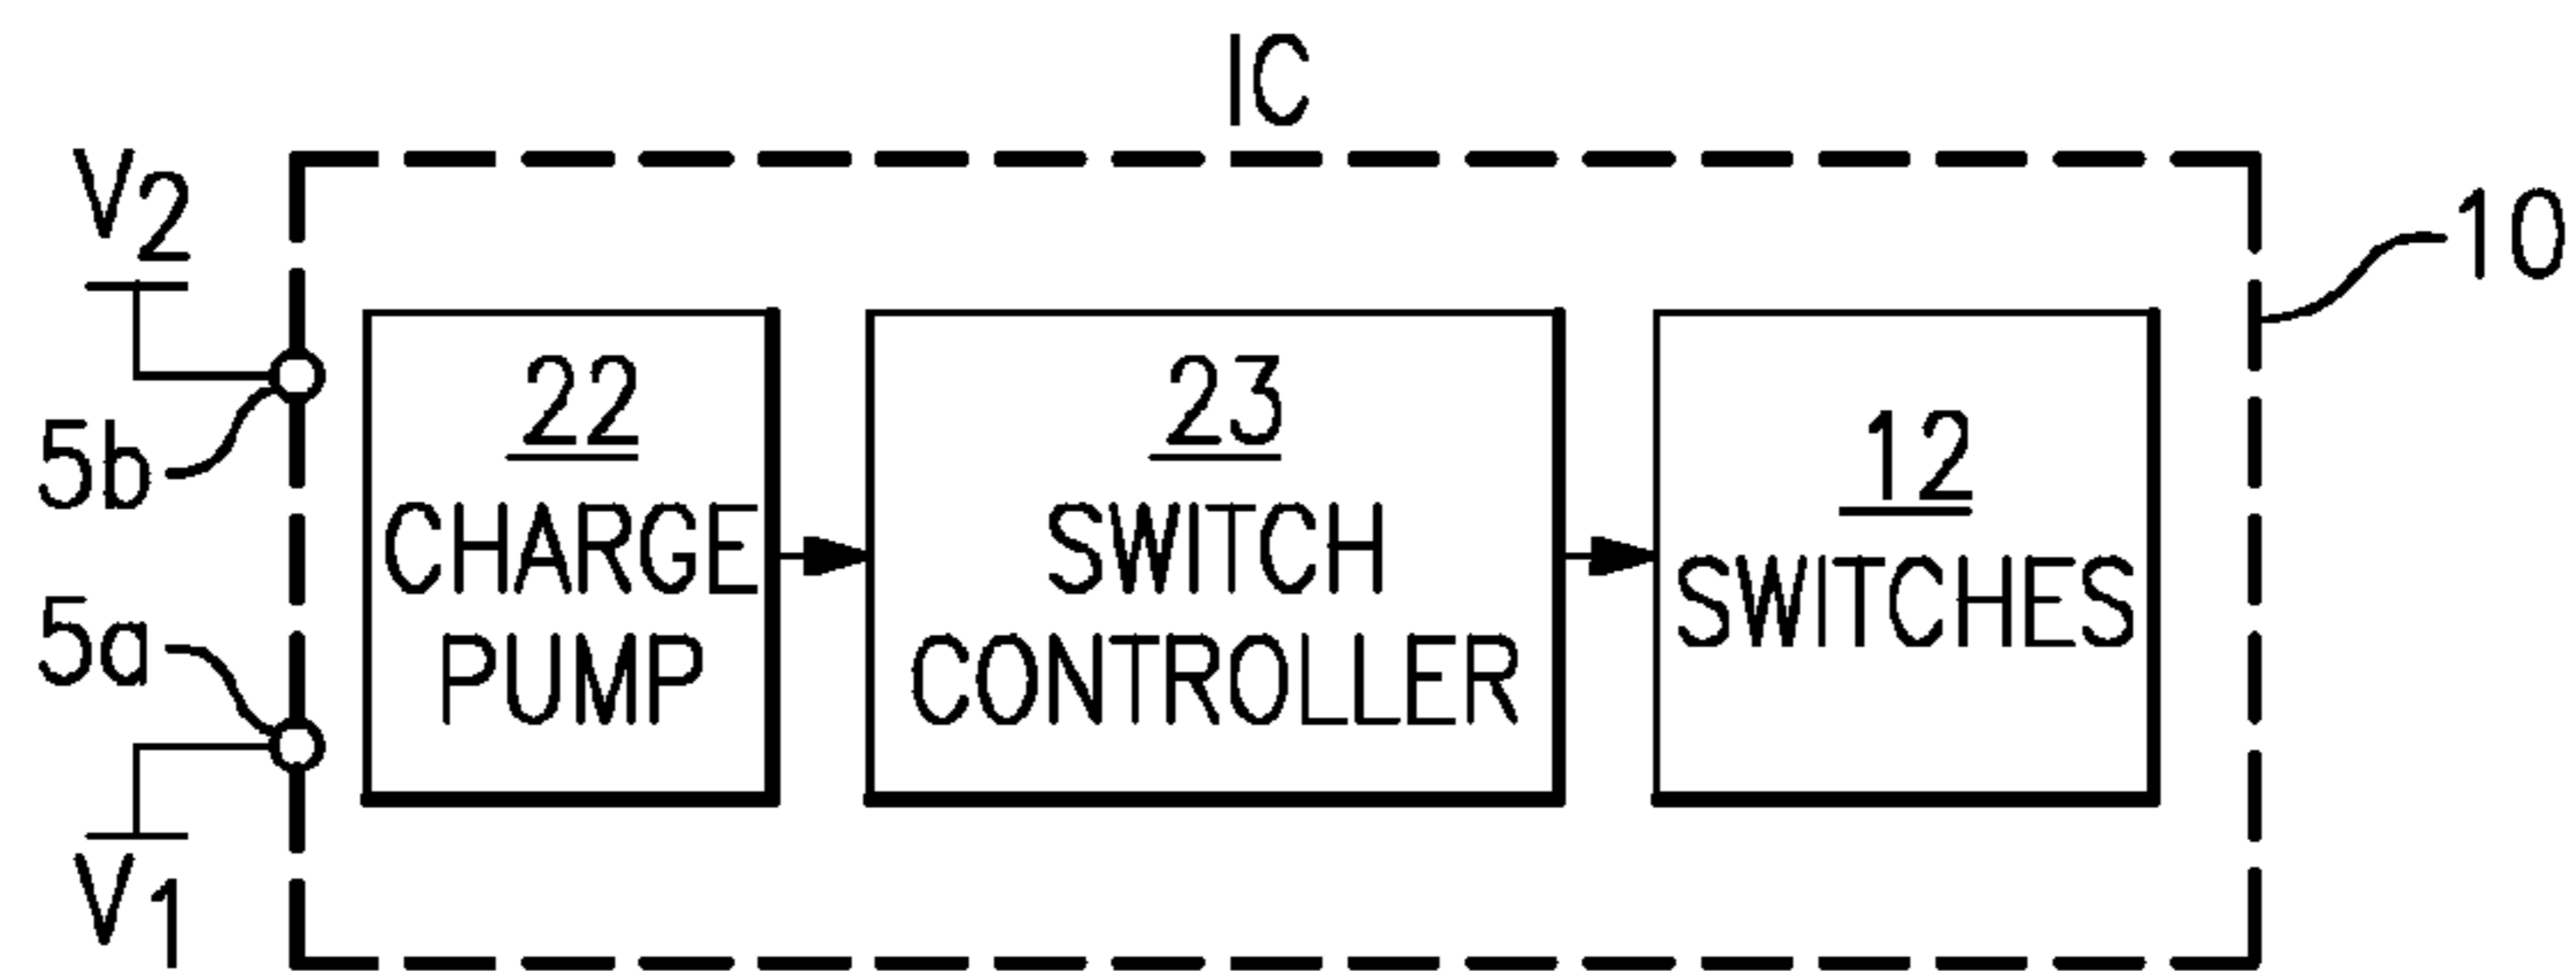 IC
V2
10
5b
5a
V1
22
CHARGE
PUMP
23
SWITCH
CONTROLLER
12
SWITCHES